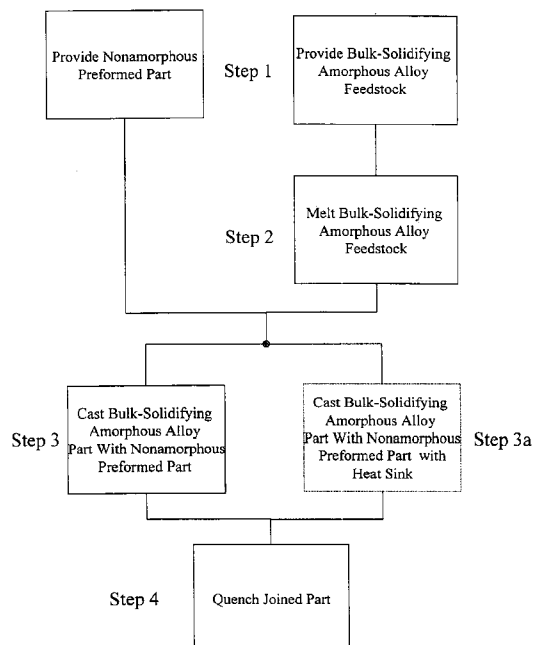 Provide Nonamorphous
Preformed Part
Step 1
Provide Bulk-Solidifying
Amorphous Alloy
Feedstock
Step 2
Melt Bulk-Solidifying
Amorphous Alloy
Feedstock
Step 3
Cast Bulk-Solidifying
Amorphous Alloy
Part With Nonamorphous
Preformed Part
Cast Bulk-Solidifying
Amorphous Alloy
Part With Nonamorphous
Preformed Part with
Heat Sink
Step 3a
Step 4
Quench Joined Part